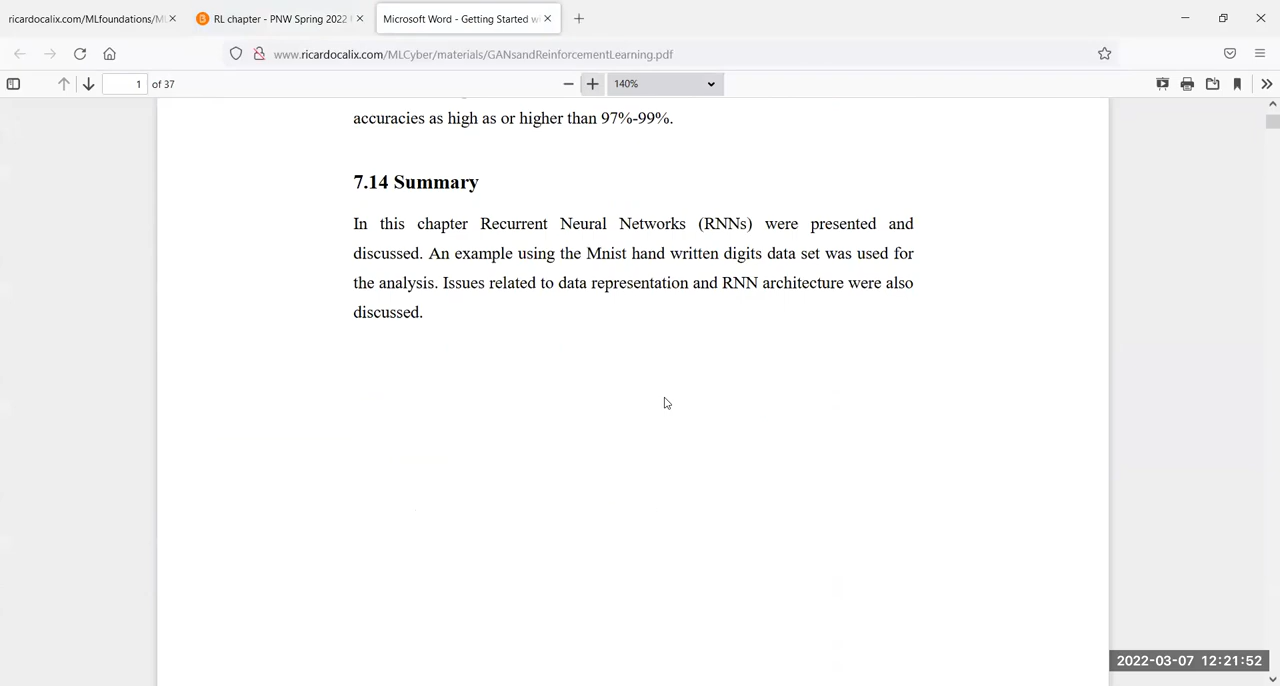 ricardocalix.com/MLfoundations/ML
RL chapter - PNW Spring 2022
Microsoft Word - Getting Started w
www.ricardocalix.com/MLCyber/materials/GANsandReinforcementLearning.pdf
1 of 37
140%
accuracies as high as or higher than 97%-99%.
7.14 Summary
In this chapter Recurrent Neural Networks (RNNs) were presented and
discussed. An example using the Mnist hand written digits data set was used for
the analysis. Issues related to data representation and RNN architecture were also
discussed.
2022-03-07 12:21:52